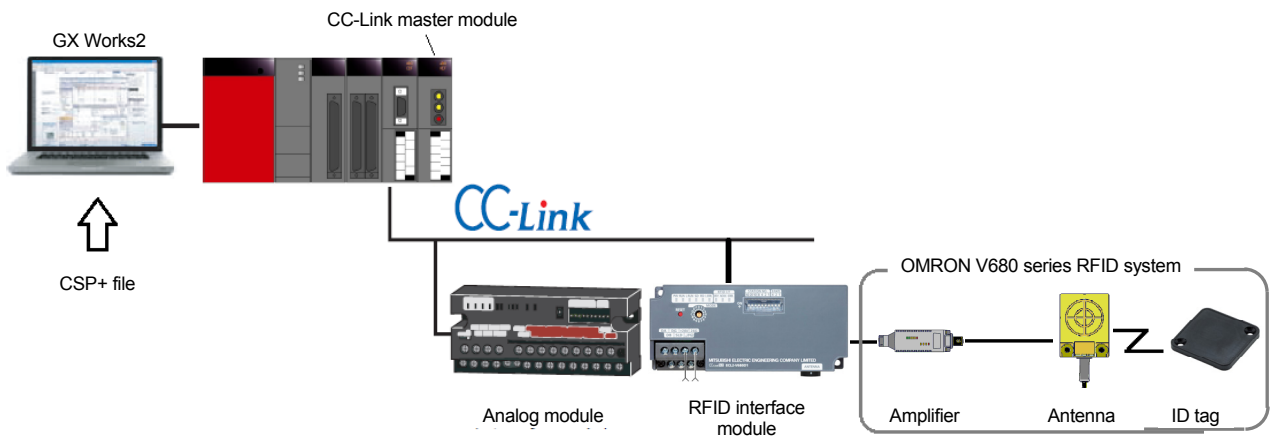 CC-Link master module
GX Works2
CC-Link
CSP+ file
OMRON V680 series RFID system
MITSUBISHI ELECTRIC ENGINEERING COMPANY LIMITED
Analog module
RFID interface
module
Amplifier
Antenna
ID tag